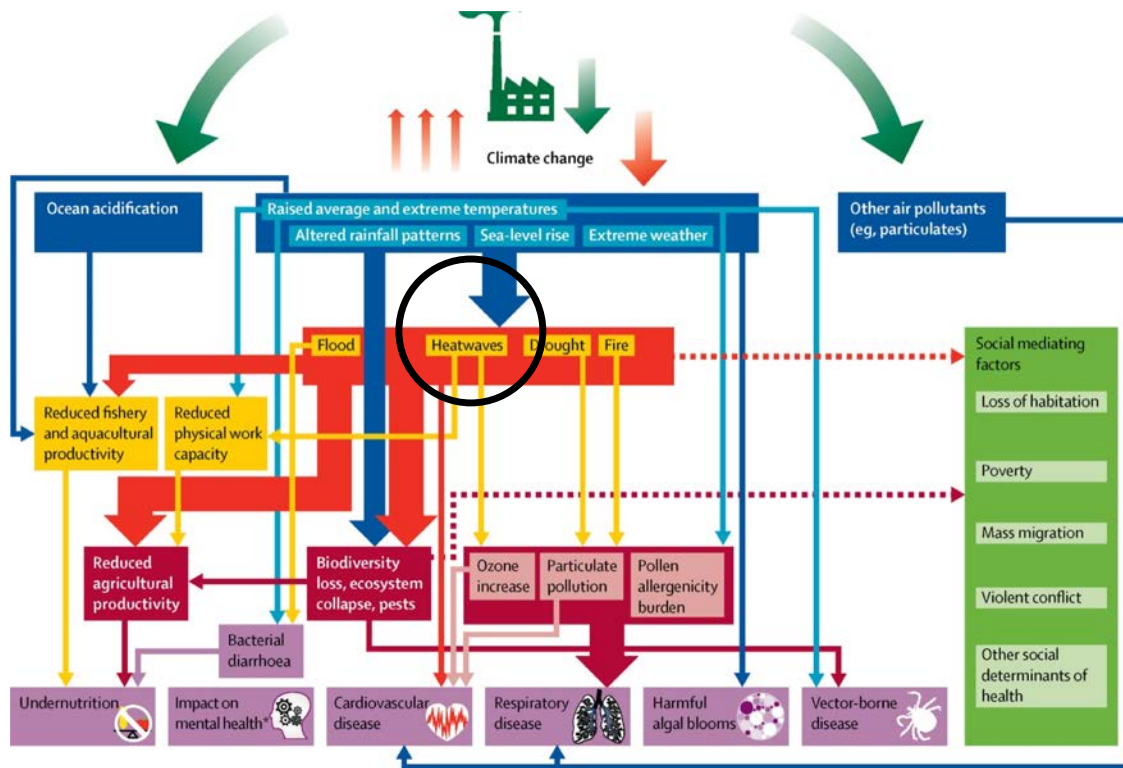 Climate change
Ocean acidification
Raised average and extreme temperatures
Altered rainfall patterns
Sea-level rise
Extreme weather
Other air pollutants
(eg, particulates)
Flood
Heatwaves
Drought
Fire
Social mediating
factors
Loss of habitation
Poverty
Mass migration
Violent conflict
Other social
determinants of
health
Reduced fishery
and aquacultural
productivity
Reduced
physical work
capacity
Reduced
agricultural
productivity
Biodiversity
loss, ecosystem
collapse, pests
Ozone
increase
Particulate
pollution
Pollen
allergenicity
burden
Bacterial
diarrhoea
Undernutrition
Impact on
mental health*
Cardiovascular
disease
Respiratory
disease
Harmful
algal blooms
Vector-borne
disease